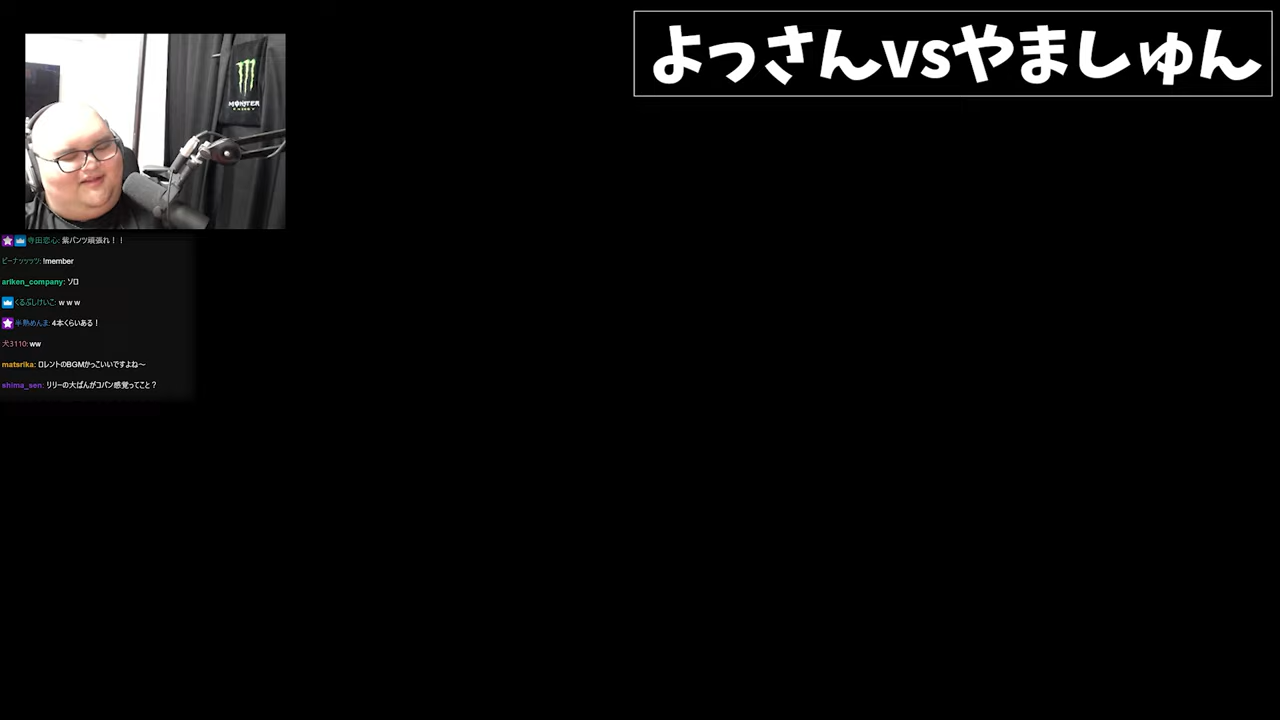 よっさんvsやましゅん
MONSTER
ENERGY
寺田恋心: 紫パンツ頑張れ！！
ピーナッッッツ: !member
ariken_company: ソロ
くるぶしけいこ: w w w
半熟めんま: 4本くらいある！
犬3110: ww
matsrika: ロレントのBGMかっこいいですよね～
shima_sen: リリーの大ぱんがコパン感覚ってこと？